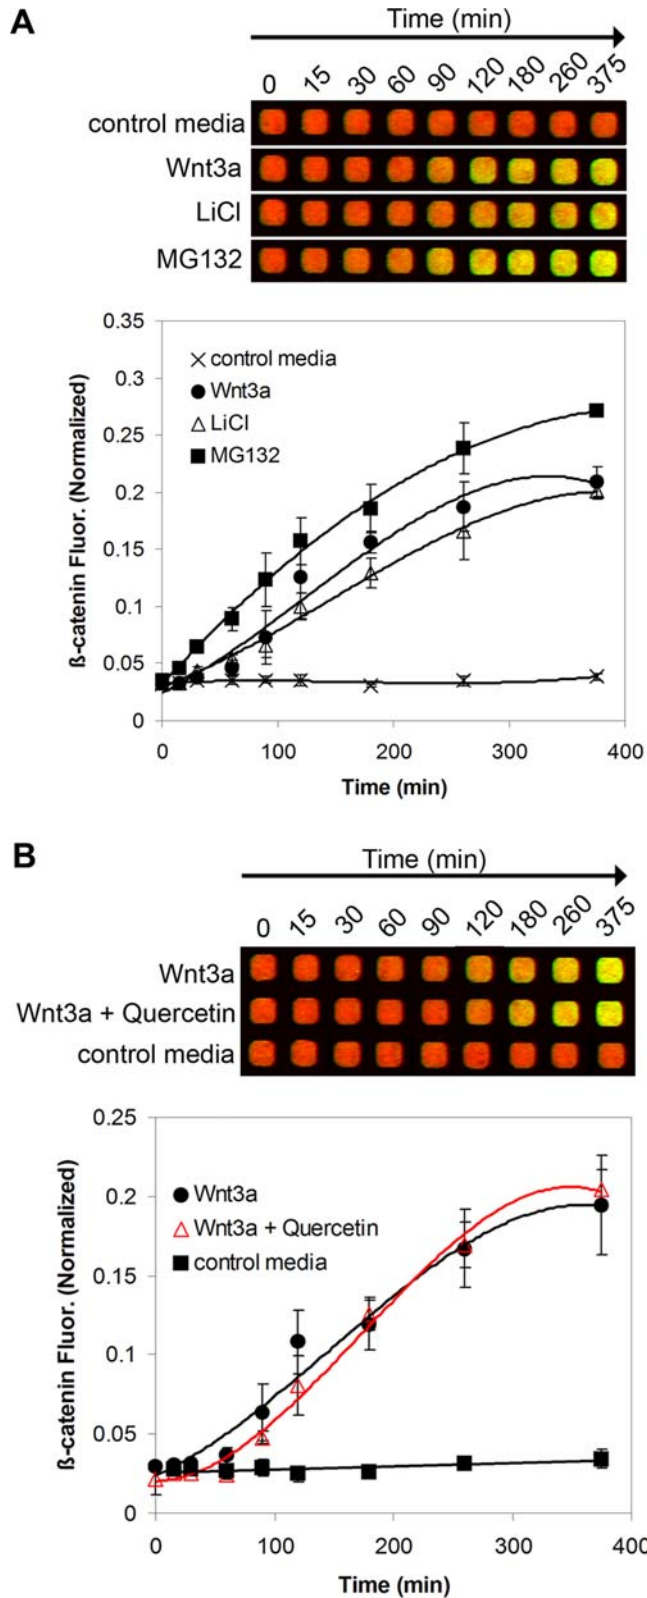 A
Time (min)
0 15 30 60 90 120 180 260 375
control media
Wnt3a
LiCl
MG132
0.35
0.3
0.25
0.2
0.15
0.1
0.05
0
ß-catenin Fluor. (Normalized)
control media
Wnt3a
LiCl
MG132
0 100 200 300 400
Time (min)
B
Time (min)
0 15 30 60 90 120 180 260 375
Wnt3a
Wnt3a + Quercetin
control media
0.25
0.2
0.15
0.1
0.05
0
ß-catenin Fluor. (Normalized)
Wnt3a
Wnt3a + Quercetin
control media
0 100 200 300 400
Time (min)